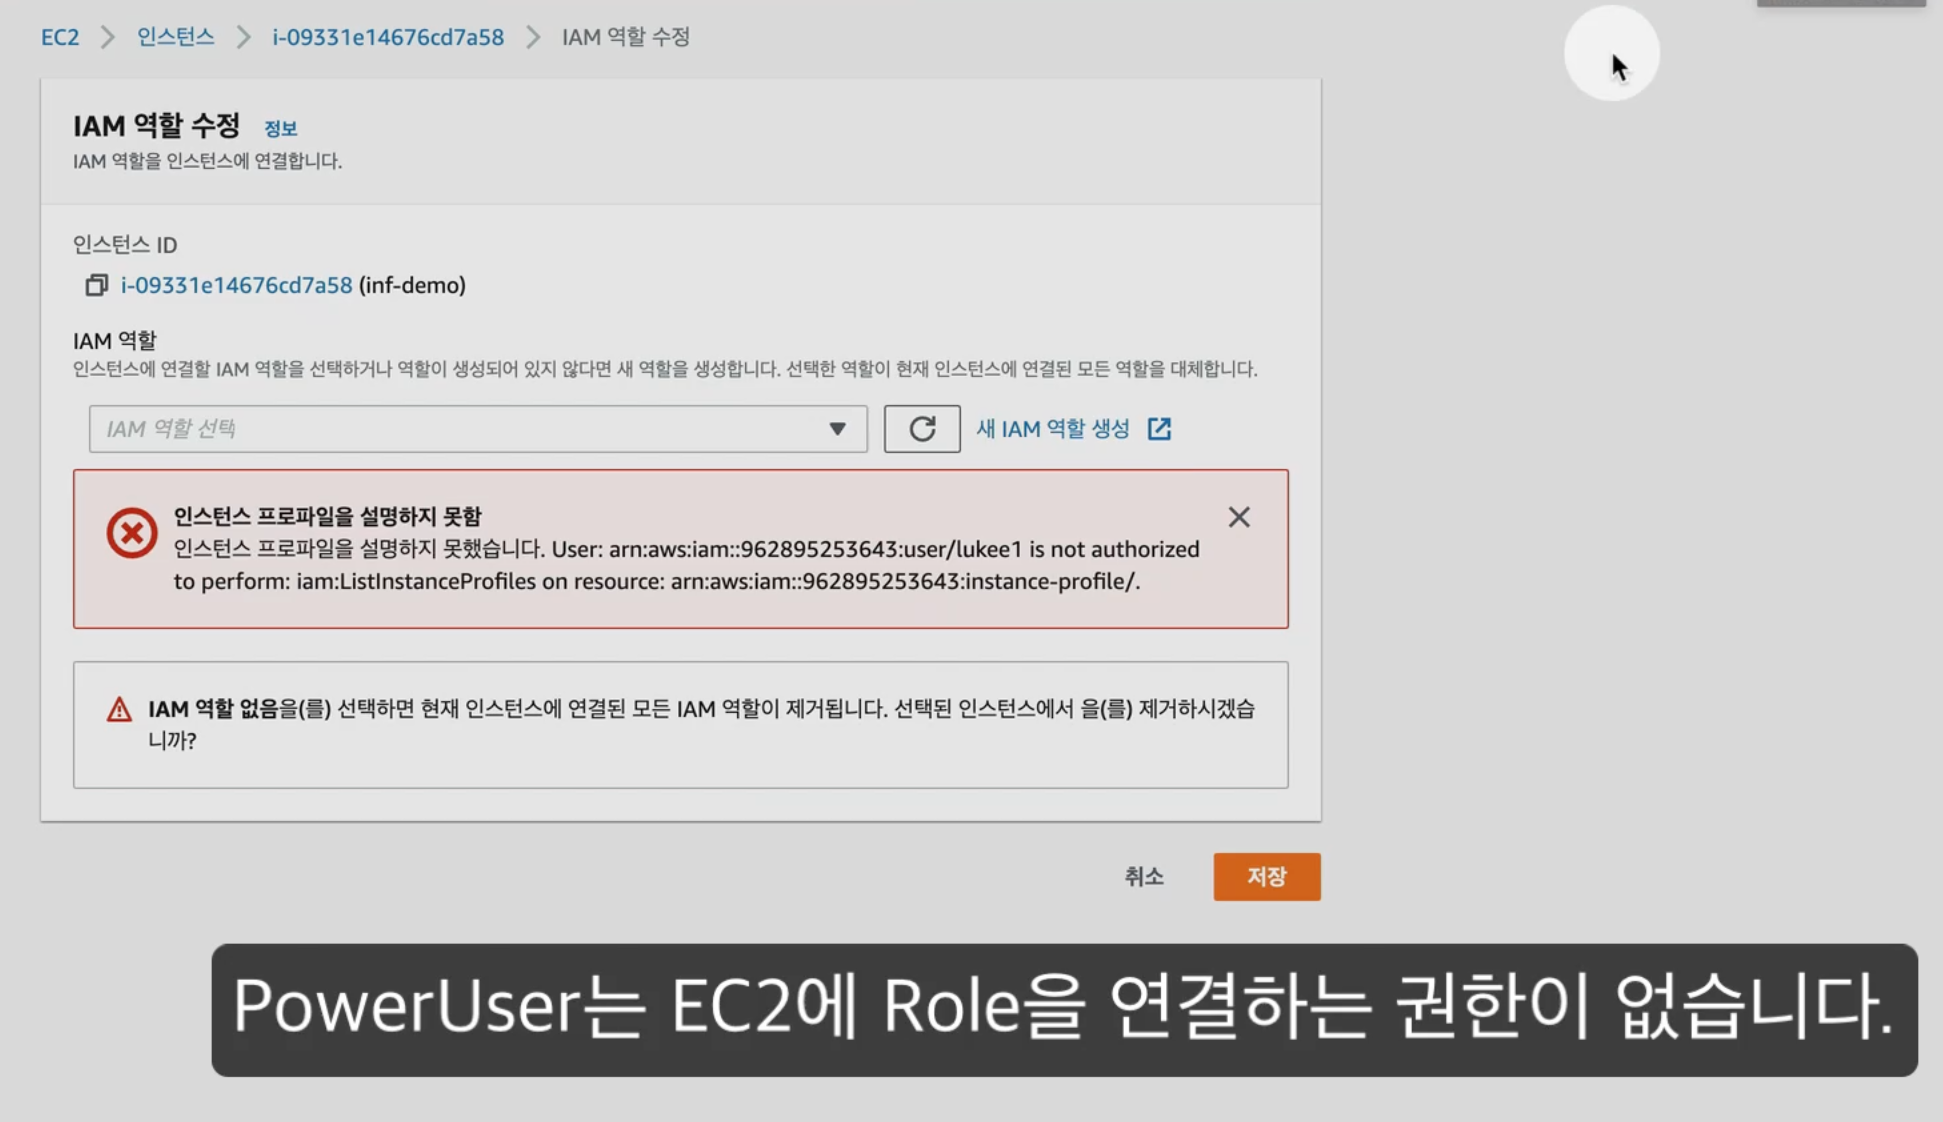 EC2 > 인스턴스 > i-09331e14676cd7a58 > IAM 역할 수정
IAM 역할 수정 정보
IAM 역할을 인스턴스에 연결합니다.
인스턴스 ID
i-09331e14676cd7a58 (inf-demo)
IAM 역할
인스턴스에 연결할 IAM 역할을 선택하거나 역할이 생성되어 있지 않다면 새 역할을 생성합니다. 선택한 역할이 현재 인스턴스에 연결된 모든 역할을 대체합니다.
IAM 역할 선택
새 IAM 역할 생성
인스턴스 프로파일을 설명하지 못함
인스턴스 프로파일을 설명하지 못했습니다. User: arn:aws:iam::962895253643:user/lukee1 is not authorized
to perform: iam:ListInstanceProfiles on resource: arn:aws:iam::962895253643:instance-profile/.
IAM 역할 없음을(를) 선택하면 현재 인스턴스에 연결된 모든 IAM 역할이 제거됩니다. 선택된 인스턴스에서 을(를) 제거하시겠습
니까?
취소
저장
PowerUser는 EC2에 Role을 연결하는 권한이 없습니다.